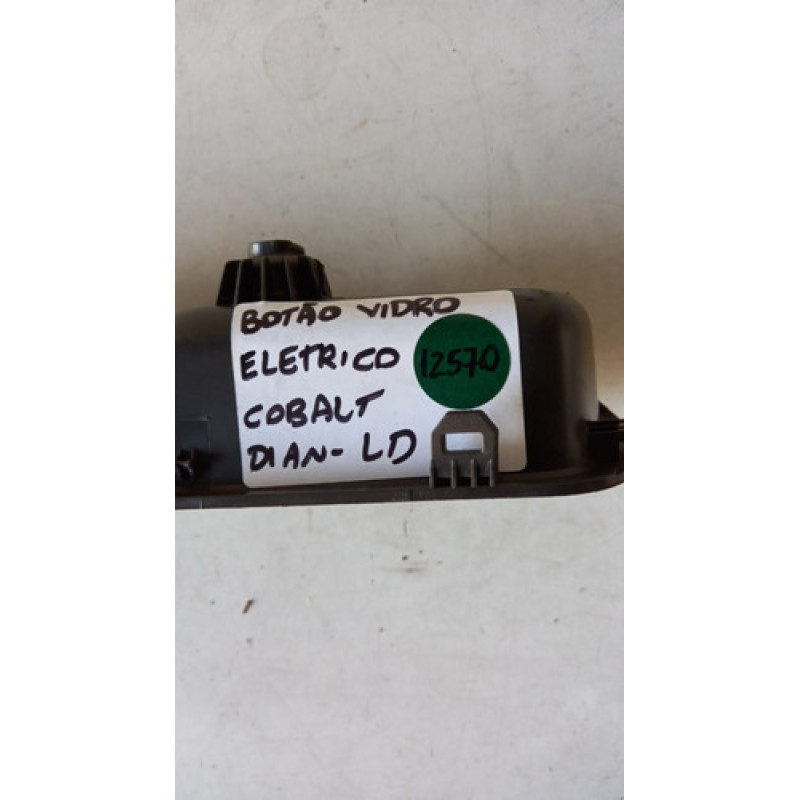 BOTÃO VIDRO
ELETRICO 12570
COBALT
DIAN- LD